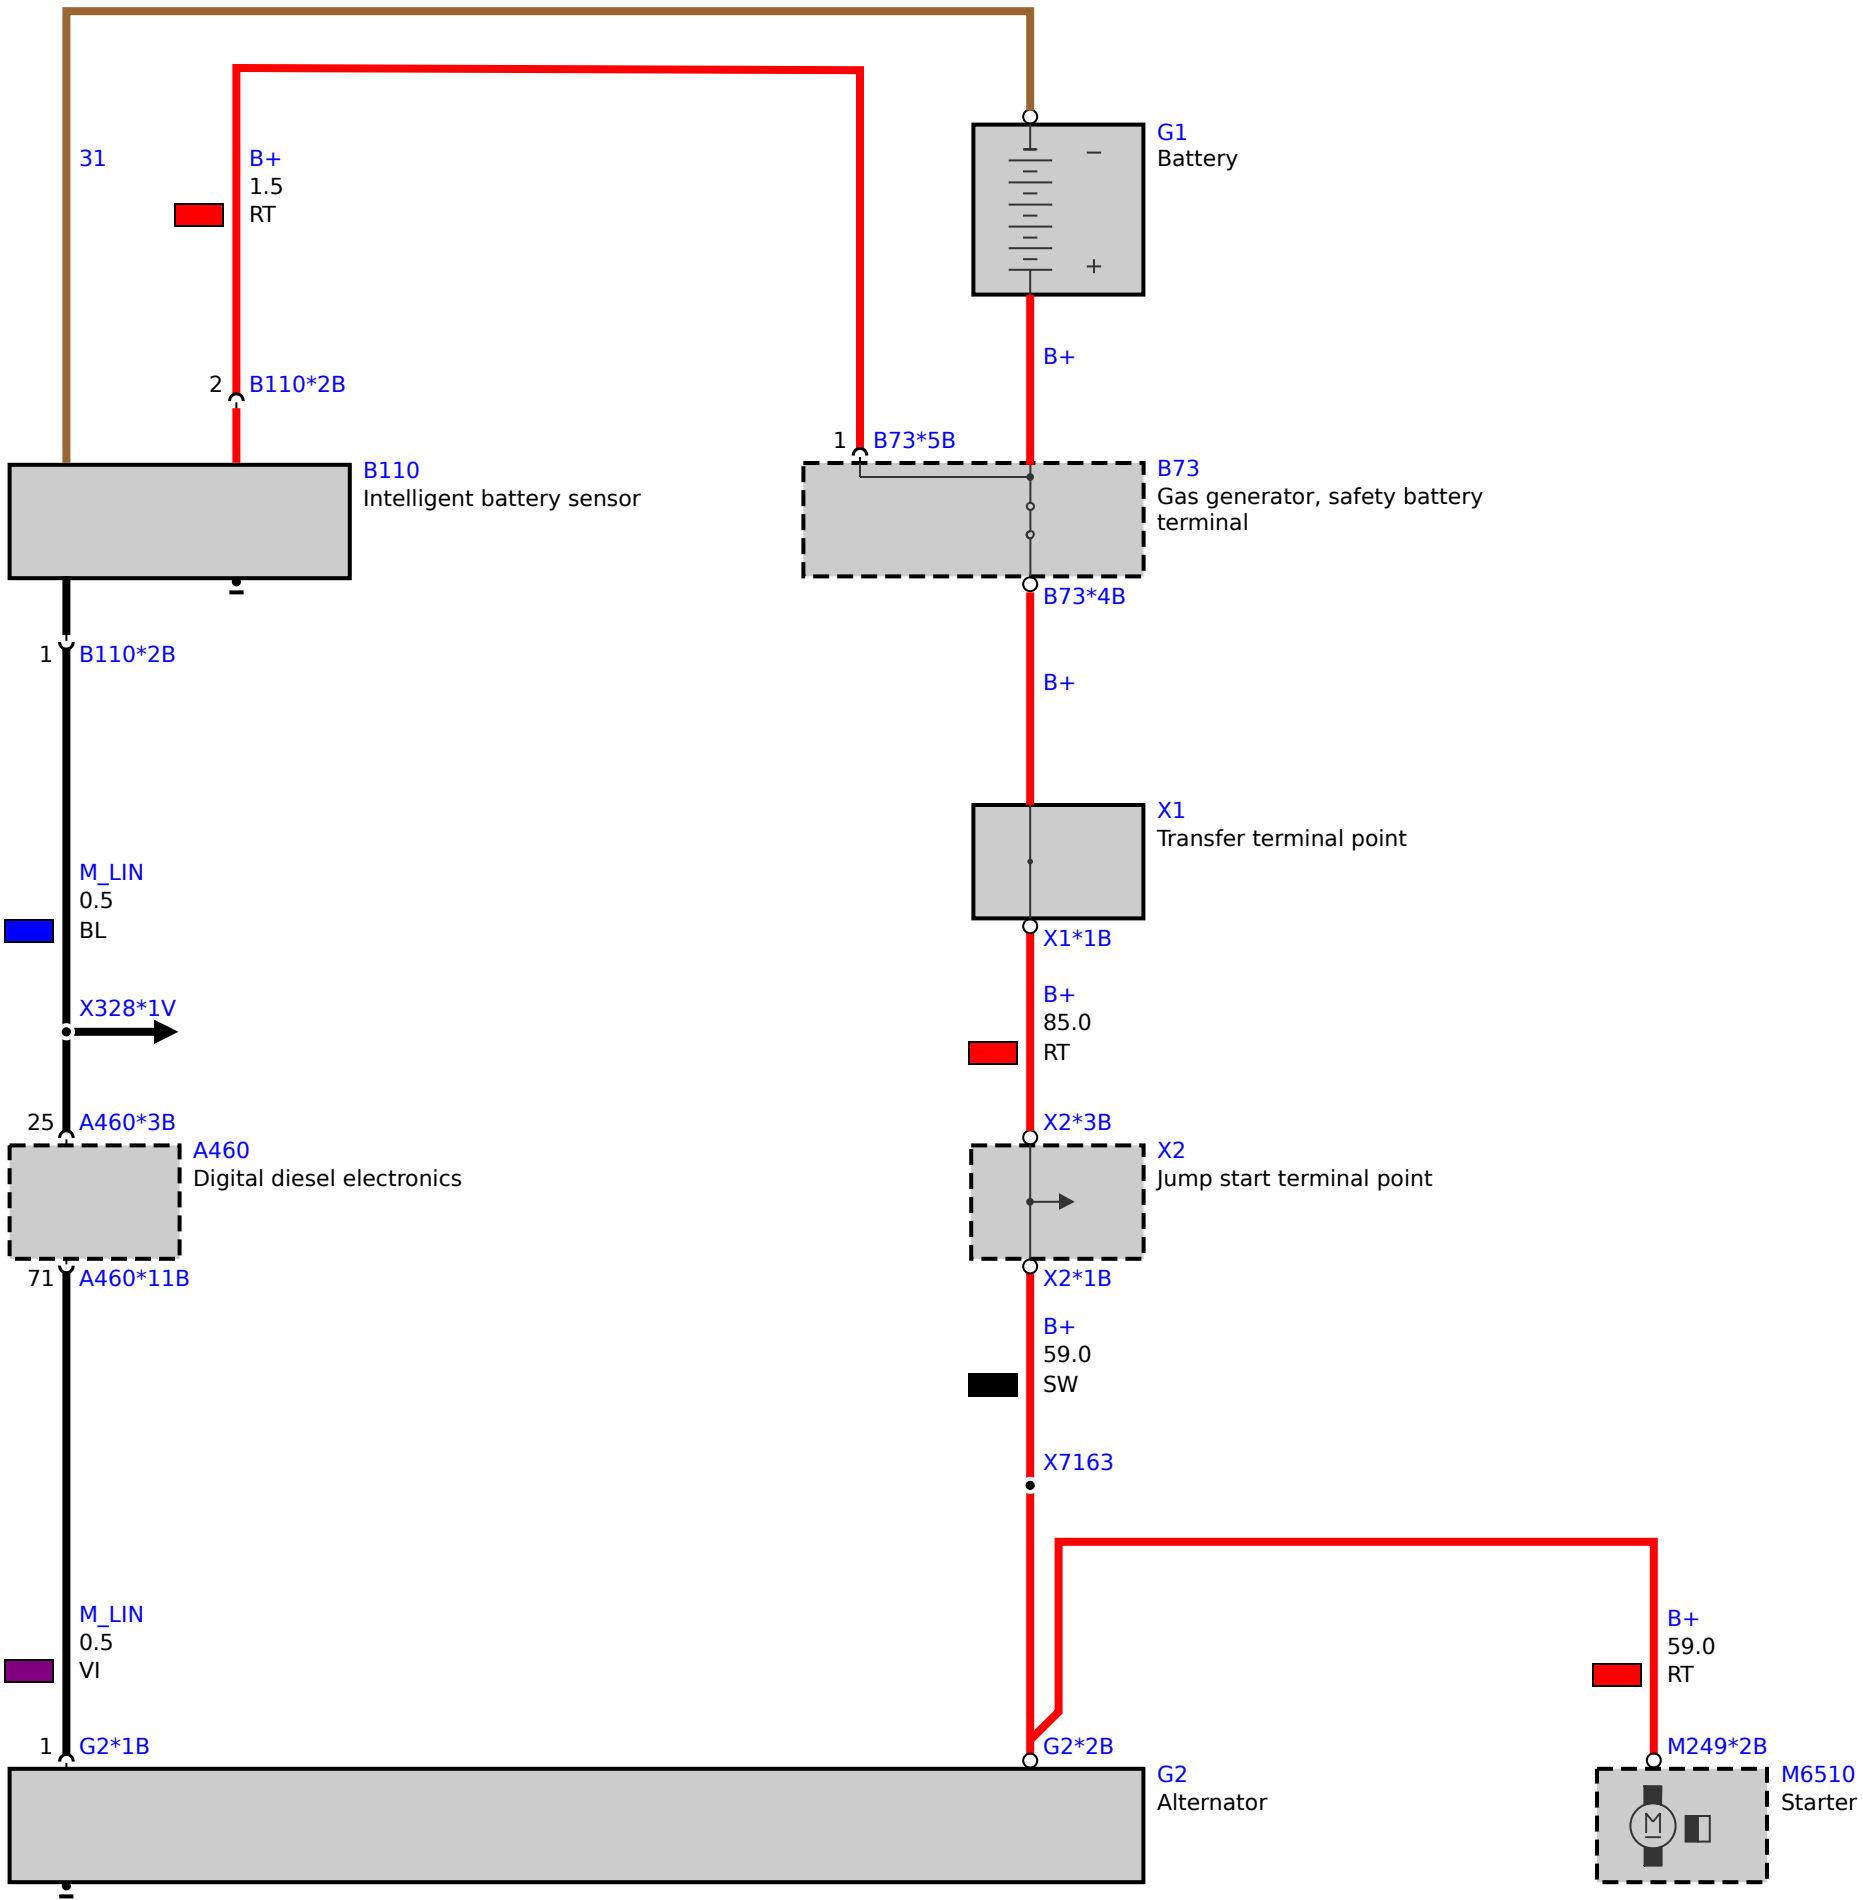 G1
Battery
−
+
31
B+
1.5
RT
B+
2
B110*2B
1
B73*5B
B110
Intelligent battery sensor
B73
Gas generator, safety battery
terminal
B73*4B
1
B110*2B
B+
X1
Transfer terminal point
M_LIN
0.5
BL
X1*1B
B+
85.0
RT
X328*1V
25
A460*3B
X2*3B
A460
Digital diesel electronics
X2
Jump start terminal point
71
A460*11B
X2*1B
B+
59.0
SW
X7163
M_LIN
0.5
VI
B+
59.0
RT
1
G2*1B
G2*2B
M249*2B
G2
Alternator
M6510
Starter
M